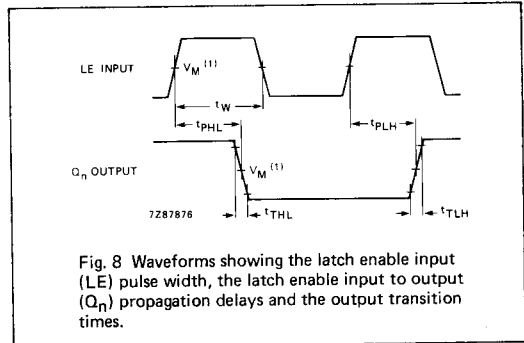 LE INPUT
VM (1)
tW
tPHL
tPLH
Qn OUTPUT
VM (1)
7Z87876
tTHL
tTLH
Fig. 8 Waveforms showing the latch enable input
(LE) pulse width, the latch enable input to output
(Qn) propagation delays and the output transition
times.